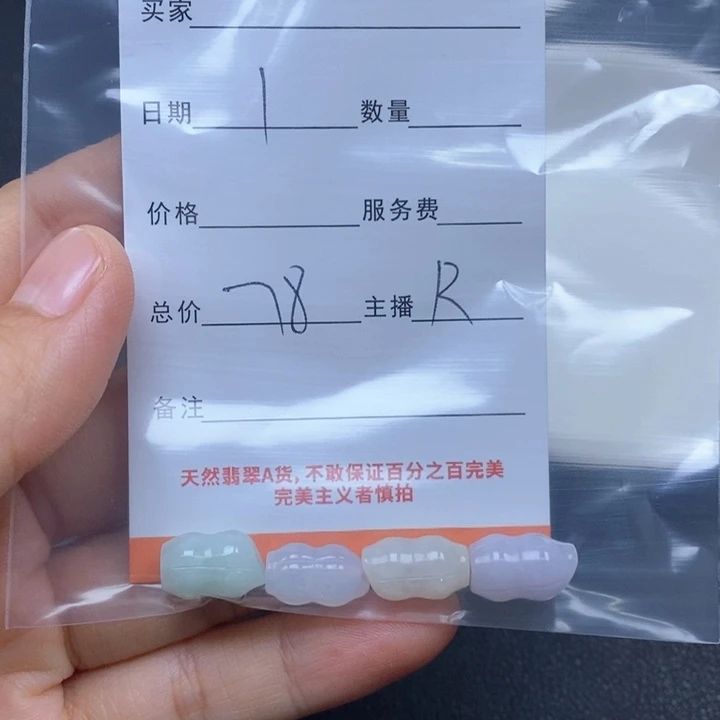 买家
日期 1 数量
价格 服务费
总价 78 主播 R
备注
天然翡翠A货, 不敢保证百分之百完美
完美主义者慎拍